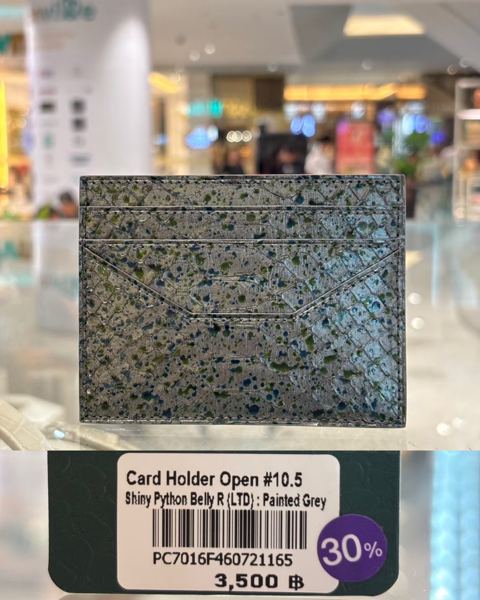 Card Holder Open #10.5
Shiny Python Belly R {LTD} : Painted Grey
PC7016F460721165
3,500 ฿
30%